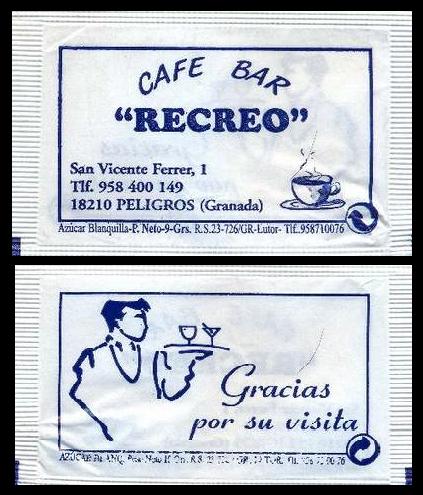 CAFE BAR
“RECREO”
San Vicente Ferrer, 1
Tlf. 958 400 149
18210 PELIGROS (Granada)
Azúcar Blanquilla-P. Neto-9-Grs. R.S.23-726/GR-Lutor- Tlf.958710076
Gracias
por su visita